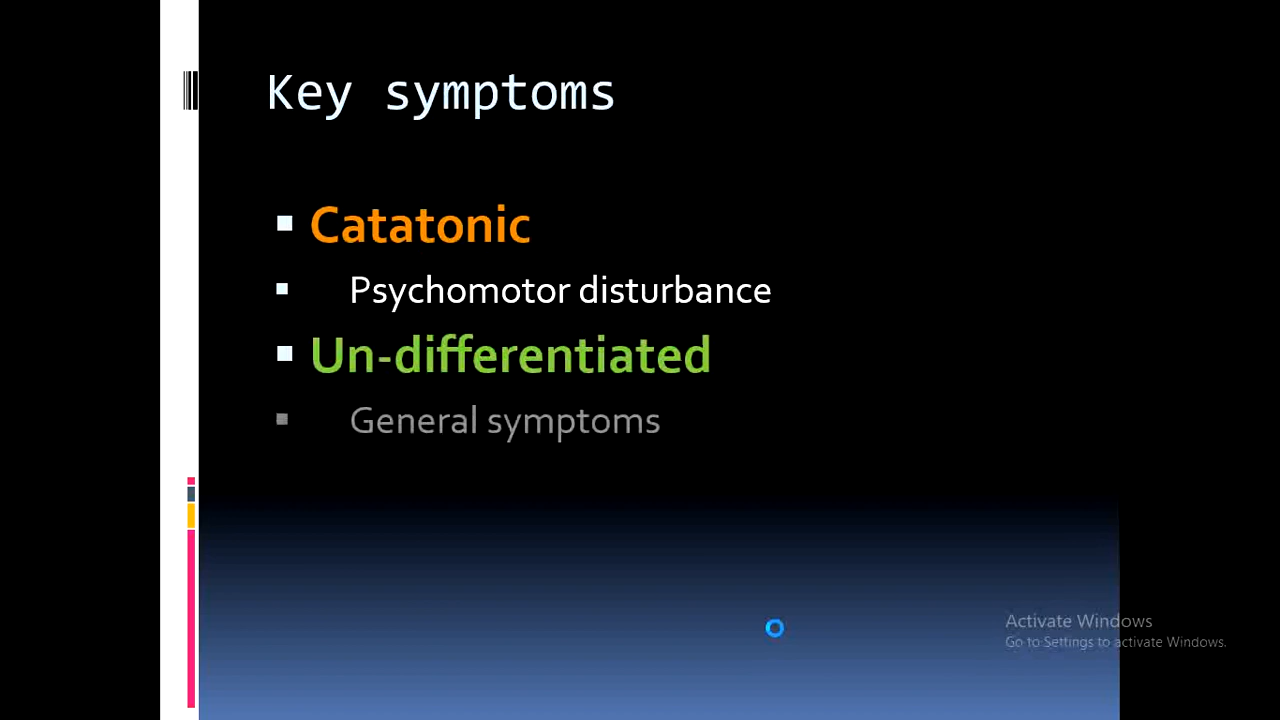 Key symptoms
Catatonic
Psychomotor disturbance
Un-differentiated
General symptoms
Activate Windows
Go to Settings to activate Windows.